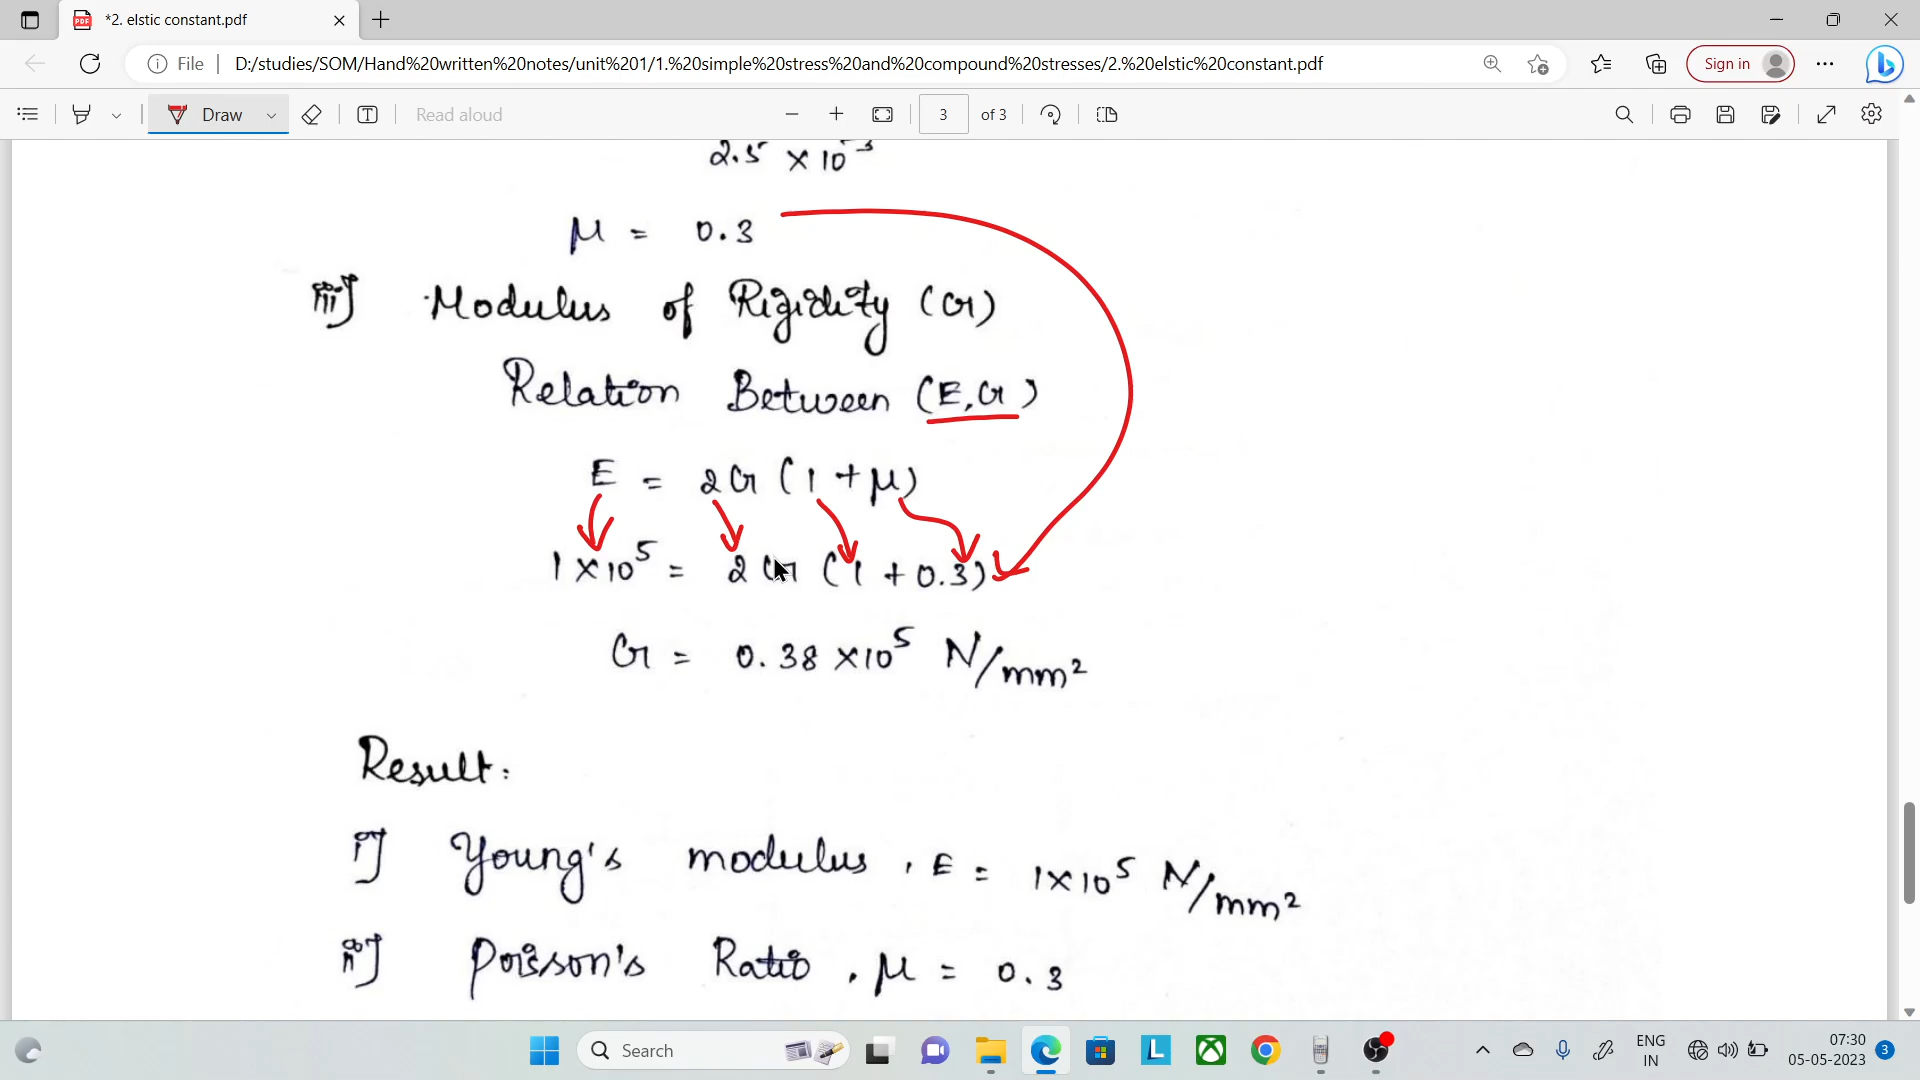 *2. elstic constant.pdf
File D:/studies/SOM/Hand%20written%20notes/unit%201/1.%20simple%20stress%20and%20compound%20stresses/2.%20elstic%20constant.pdf
Sign in
Draw
Read aloud
3 of 3
2.5 × 10⁻³
μ = 0.3
iii] Modulus of Rigidity (G)
Relation Between (E,G)
E = 2G (1 + μ)
1×10⁵ = 2G (1 + 0.3)
G = 0.38 ×10⁵ N/mm²
Result:
i] Young's modulus, E = 1×10⁵ N/mm²
ii] Poisson's Ratio, μ = 0.3
Search
ENG
IN
07:30
05-05-2023
3